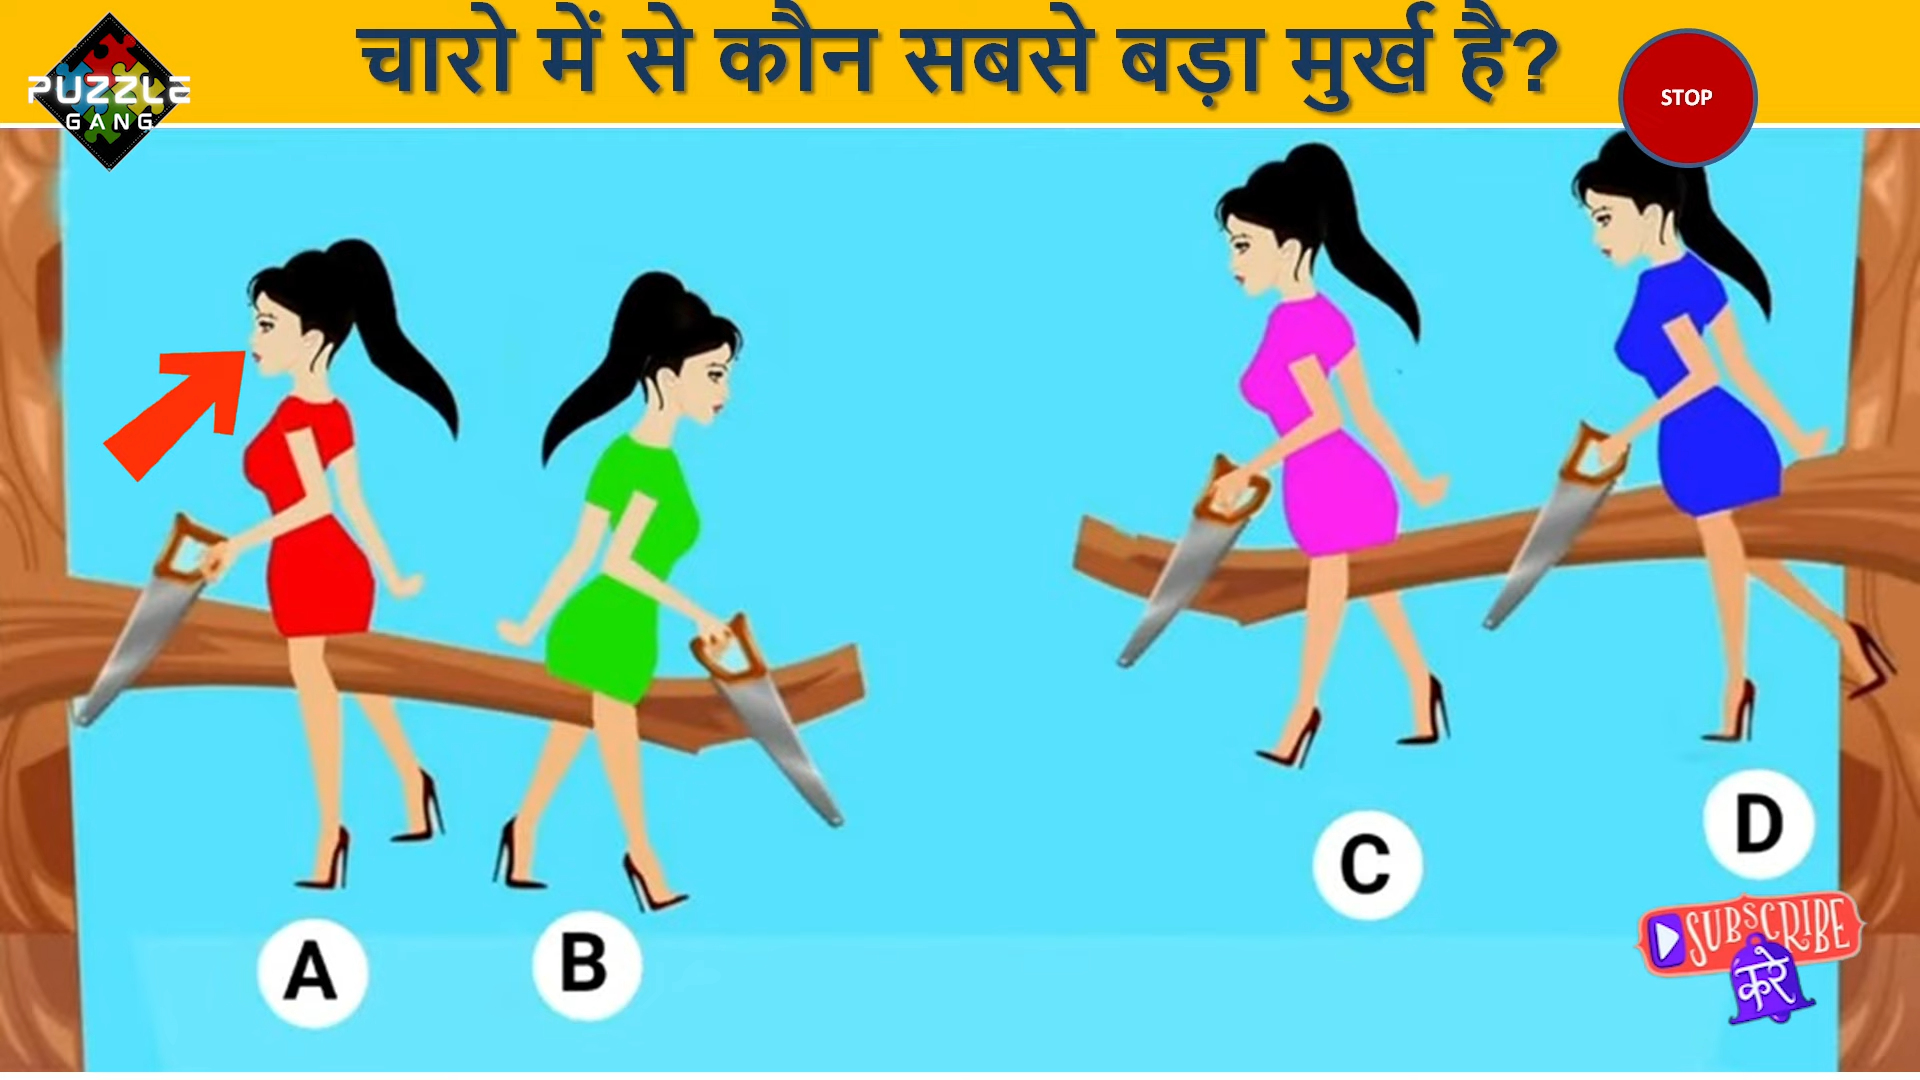 चारो में से कौन सबसे बड़ा मुर्ख है?
STOP
PUZZLE
GANG
A
B
C
D
SUBSCRIBE
करे